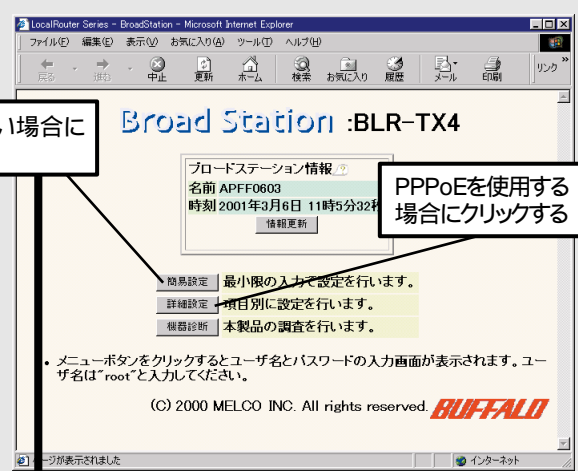 LocalRouter Series - BroadStation - Microsoft Internet Explorer
ファイル(F) 編集(E) 表示(V) お気に入り(A) ツール(T) ヘルプ(H)
戻る 進む 中止 更新 ホーム 検索 お気に入り 履歴 メール 印刷 リンク »
い場合に
Broad Station :BLR-TX4
ブロードステーション情報 ?
名前 APFF0603
時刻 2001年3月6日 11時5分32秒
情報更新
PPPoEを使用する
場合にクリックする
簡易設定 最小限の入力で設定を行います。
詳細設定 項目別に設定を行います。
機器診断 本製品の調査を行います。
• メニューボタンをクリックするとユーザ名とパスワードの入力画面が表示されます。ユー
ザ名は"root"と入力してください。
(C) 2000 MELCO INC. All rights reserved. BUFFALO
ページが表示されました インターネット